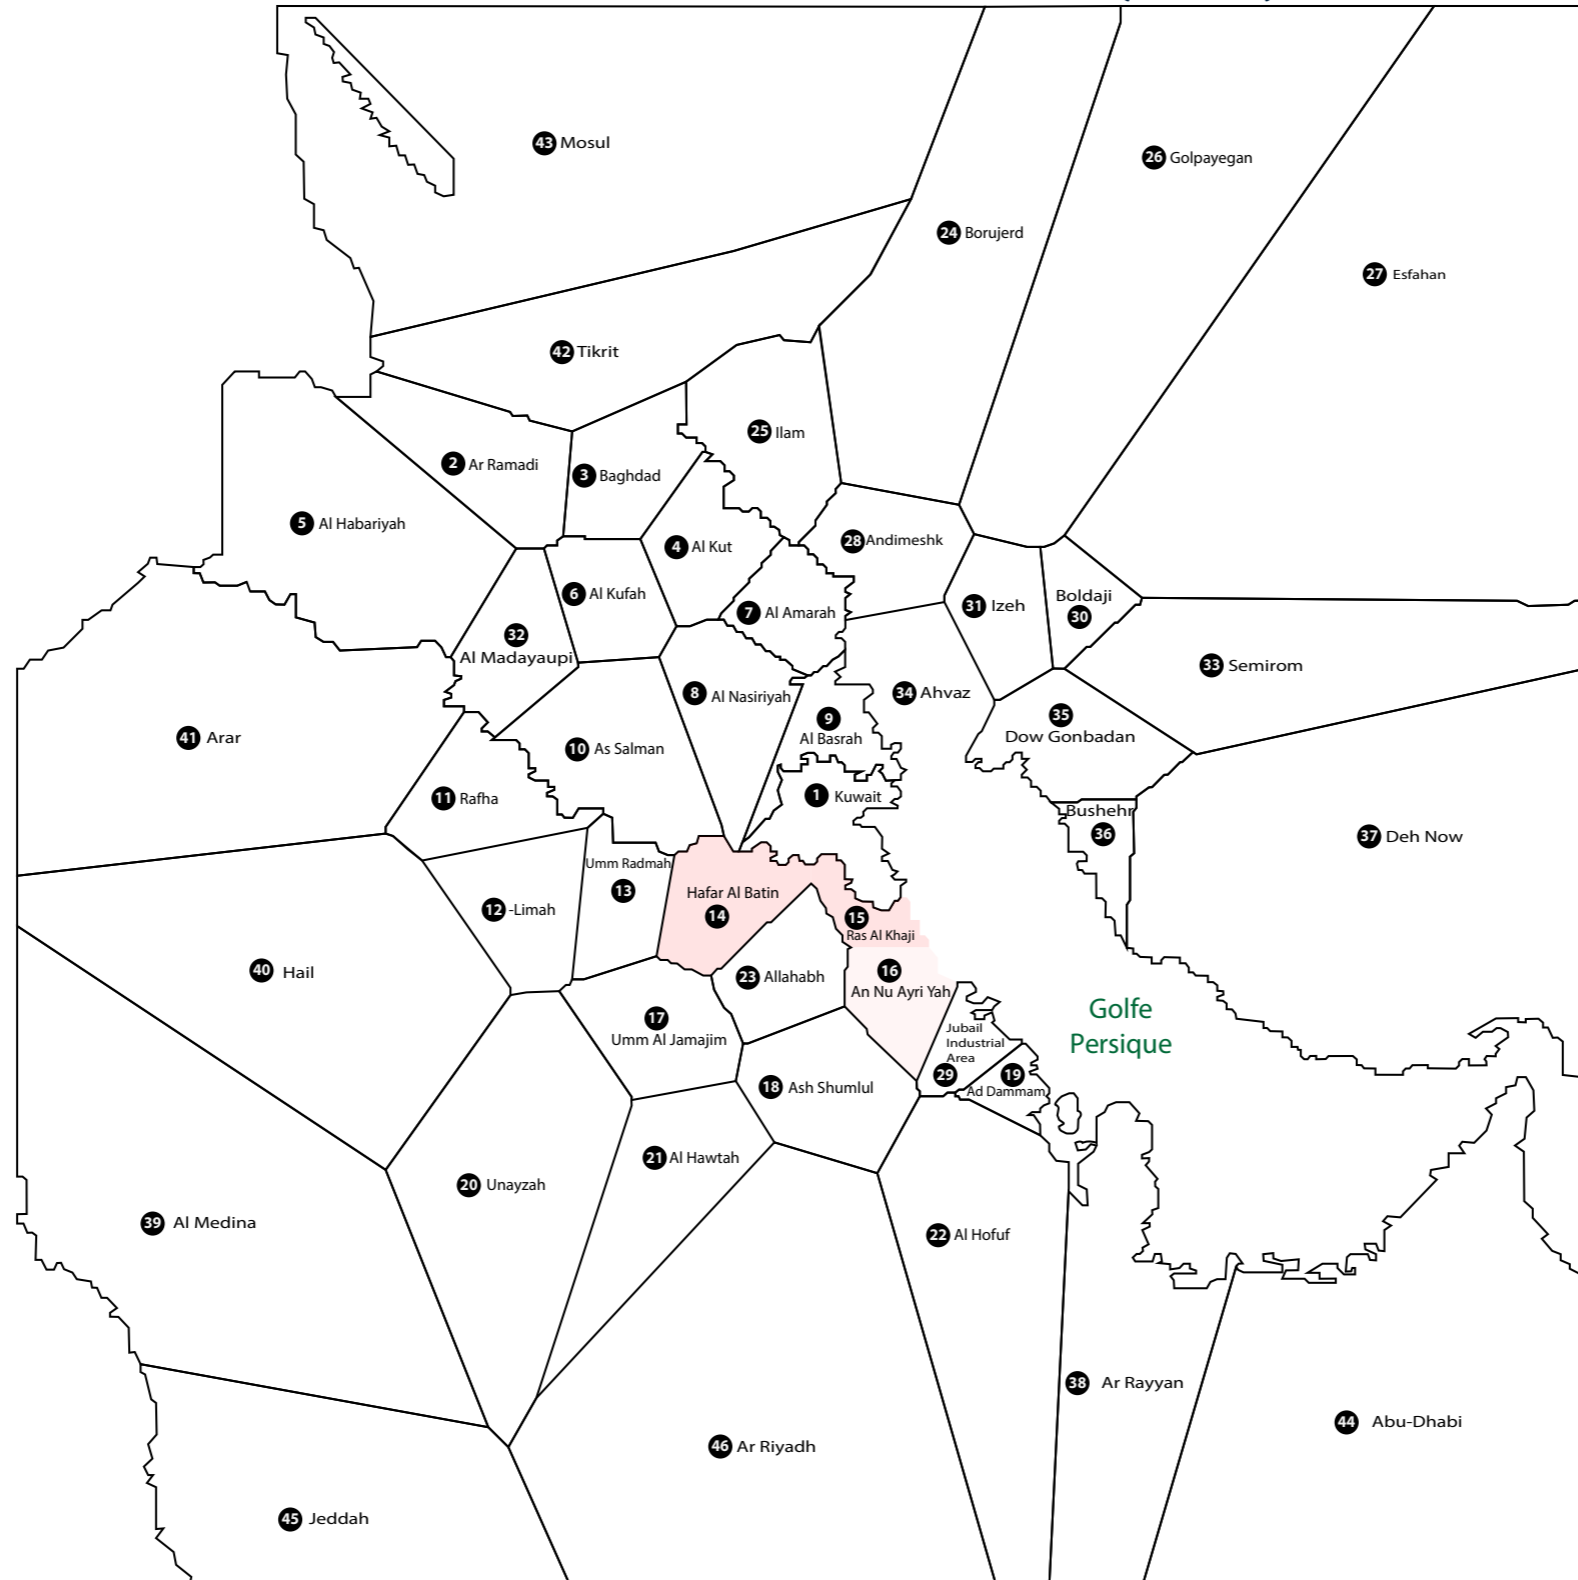 43 Mosul
26 Golpayegan
24 Borujerd
27 Esfahan
42 Tikrit
25 Ilam
2 Ar Ramadi
3 Baghdad
5 Al Habariyah
28 Andimeshk
4 Al Kut
6 Al Kufah
7 Al Amarah
31 Izeh
Boldaji
30
32
Al Madayaupi
33 Semirom
8 Al Nasiriyah
34 Ahvaz
9
Al Basrah
35
Dow Gonbadan
41 Arar
10 As Salman
11 Rafha
1 Kuwait
Bushehr
36
37 Deh Now
Umm Radmah
13
Hafar Al Batin
14
12 -Limah
15
Ras Al Khaji
40 Hail
23 Allahabh
16
An Nu Ayri Yah
Golfe
Persique
17
Umm Al Jamajim
Jubail
Industrial
Area
29
19
Ad Dammam
18 Ash Shumlul
21 Al Hawtah
20 Unayzah
39 Al Medina
22 Al Hofuf
38 Ar Rayyan
44 Abu-Dhabi
46 Ar Riyadh
45 Jeddah